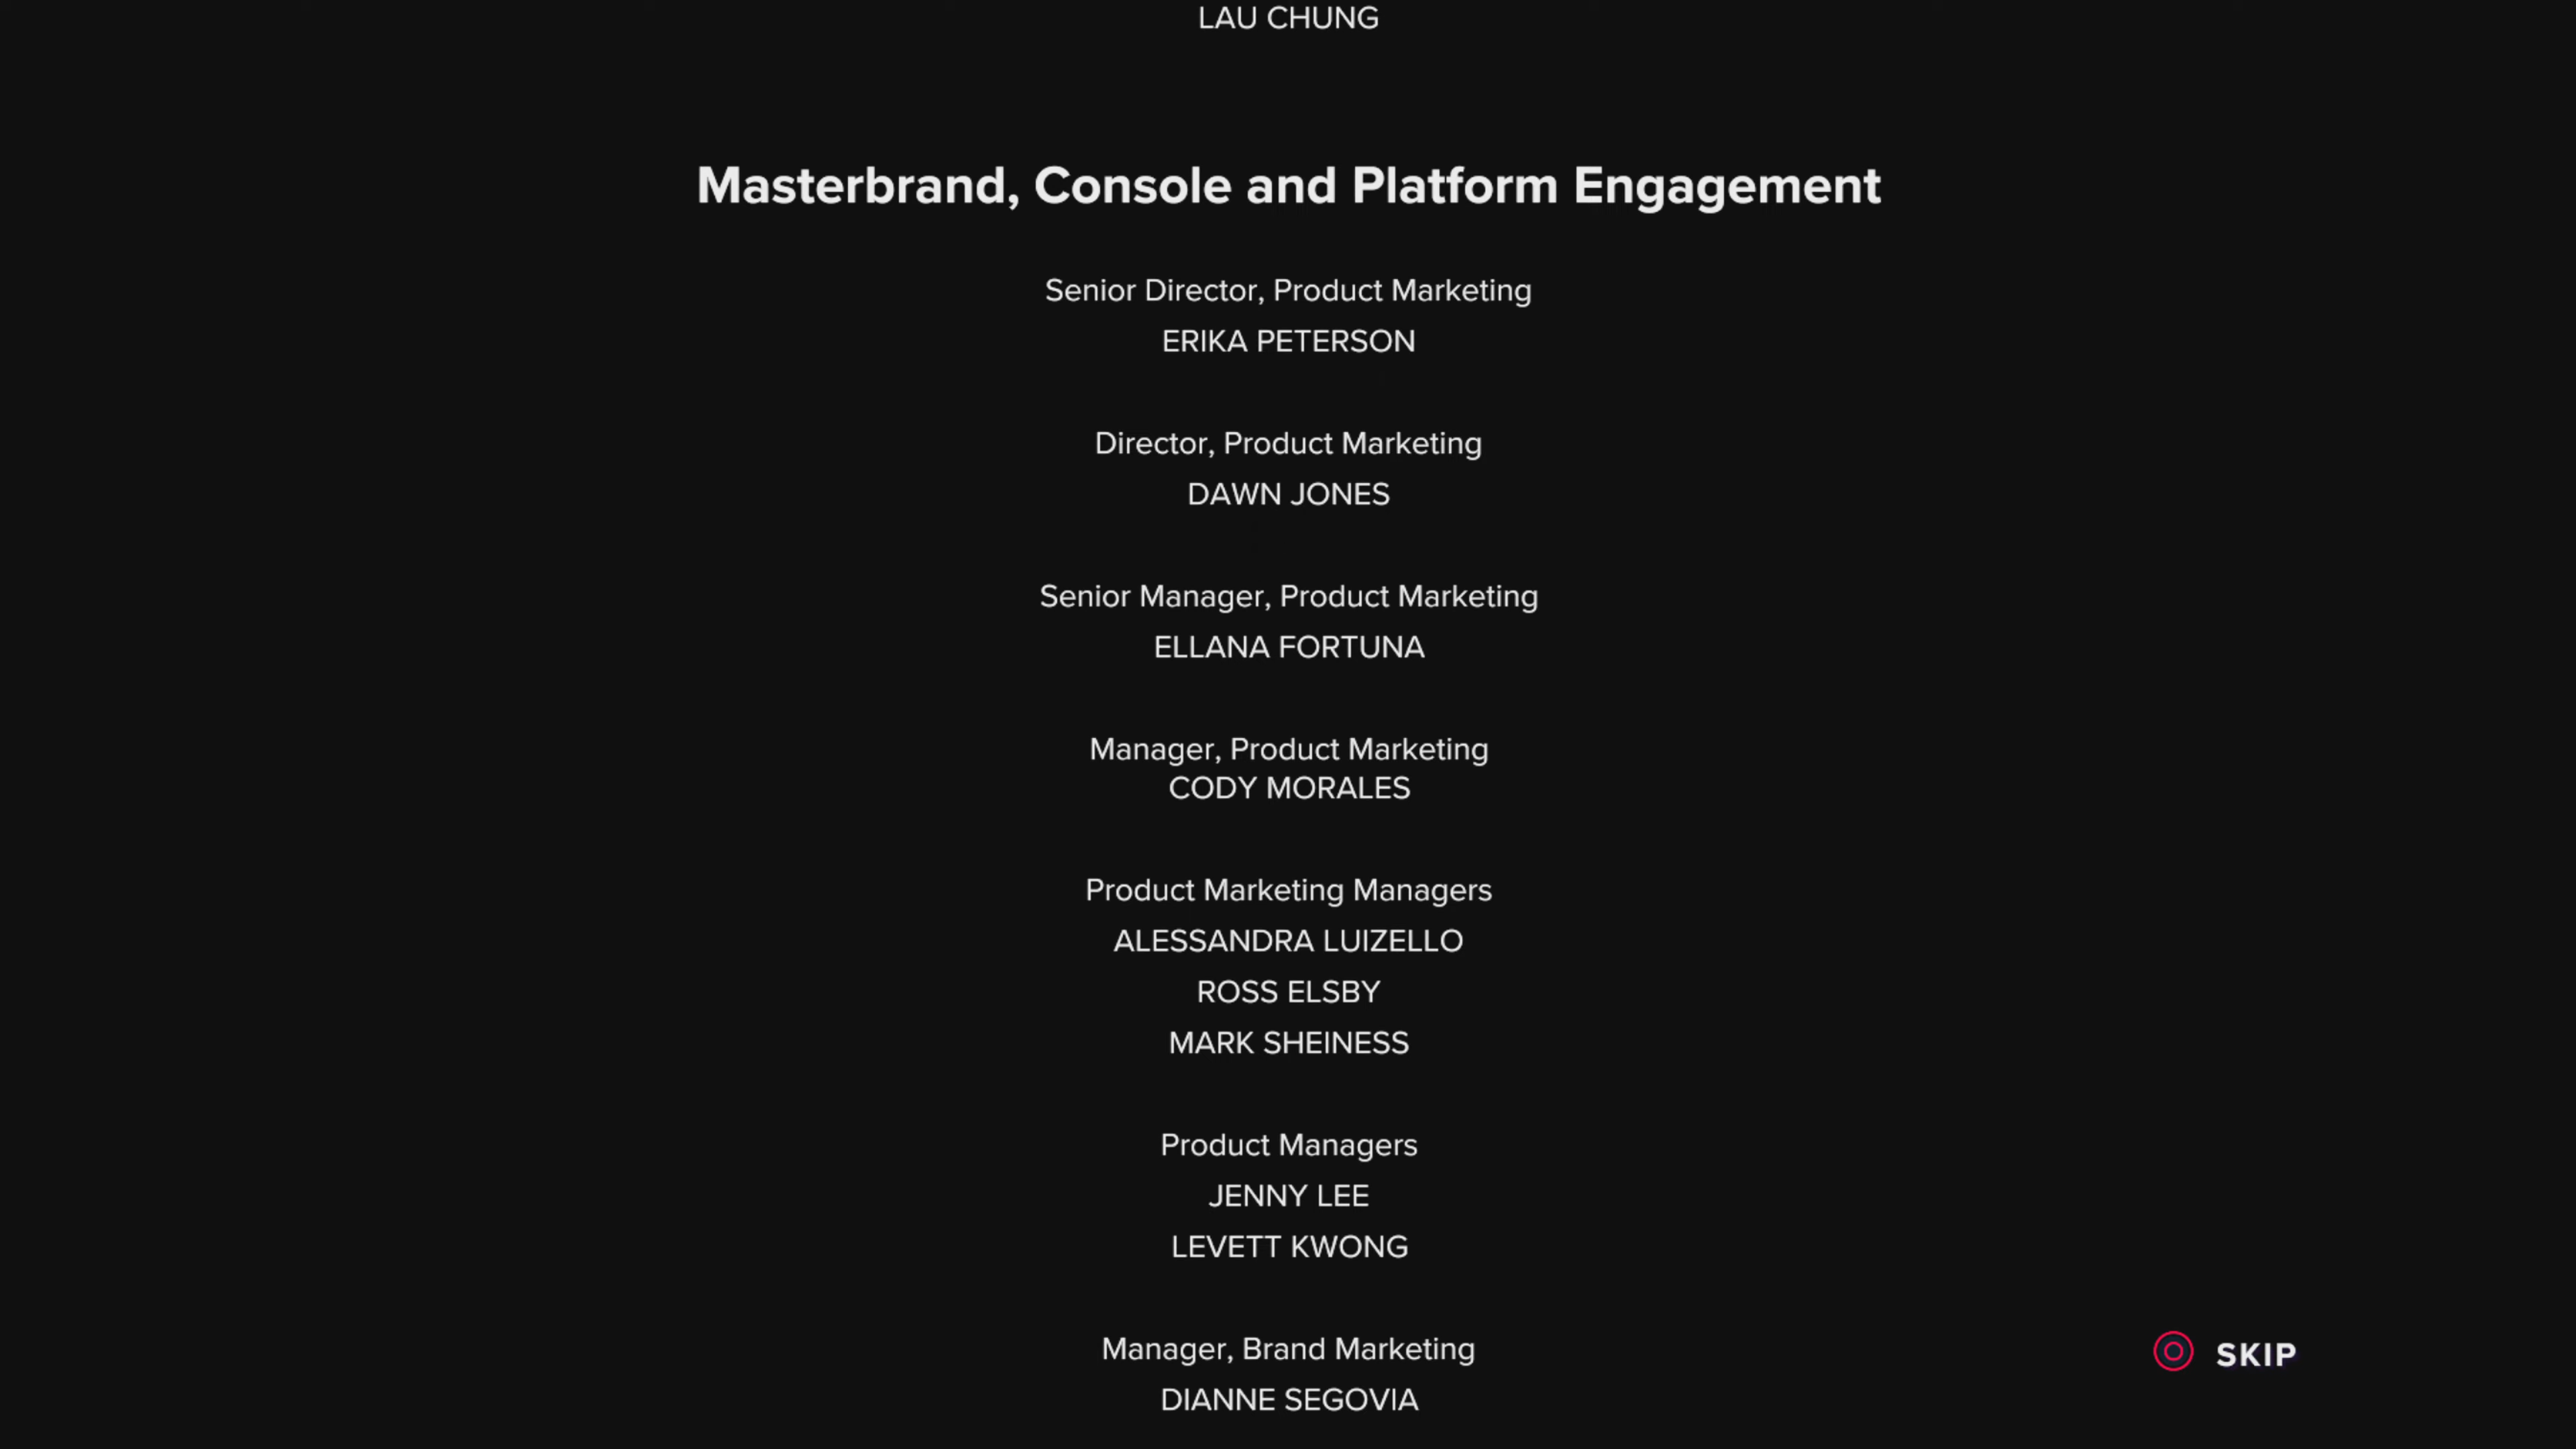 LAU CHUNG
Masterbrand, Console and Platform Engagement
Senior Director, Product Marketing
ERIKA PETERSON
Director, Product Marketing
DAWN JONES
Senior Manager, Product Marketing
ELLANA FORTUNA
Manager, Product Marketing
CODY MORALES
Product Marketing Managers
ALESSANDRA LUIZELLO
ROSS ELSBY
MARK SHEINESS
Product Managers
JENNY LEE
LEVETT KWONG
Manager, Brand Marketing
DIANNE SEGOVIA
SKIP